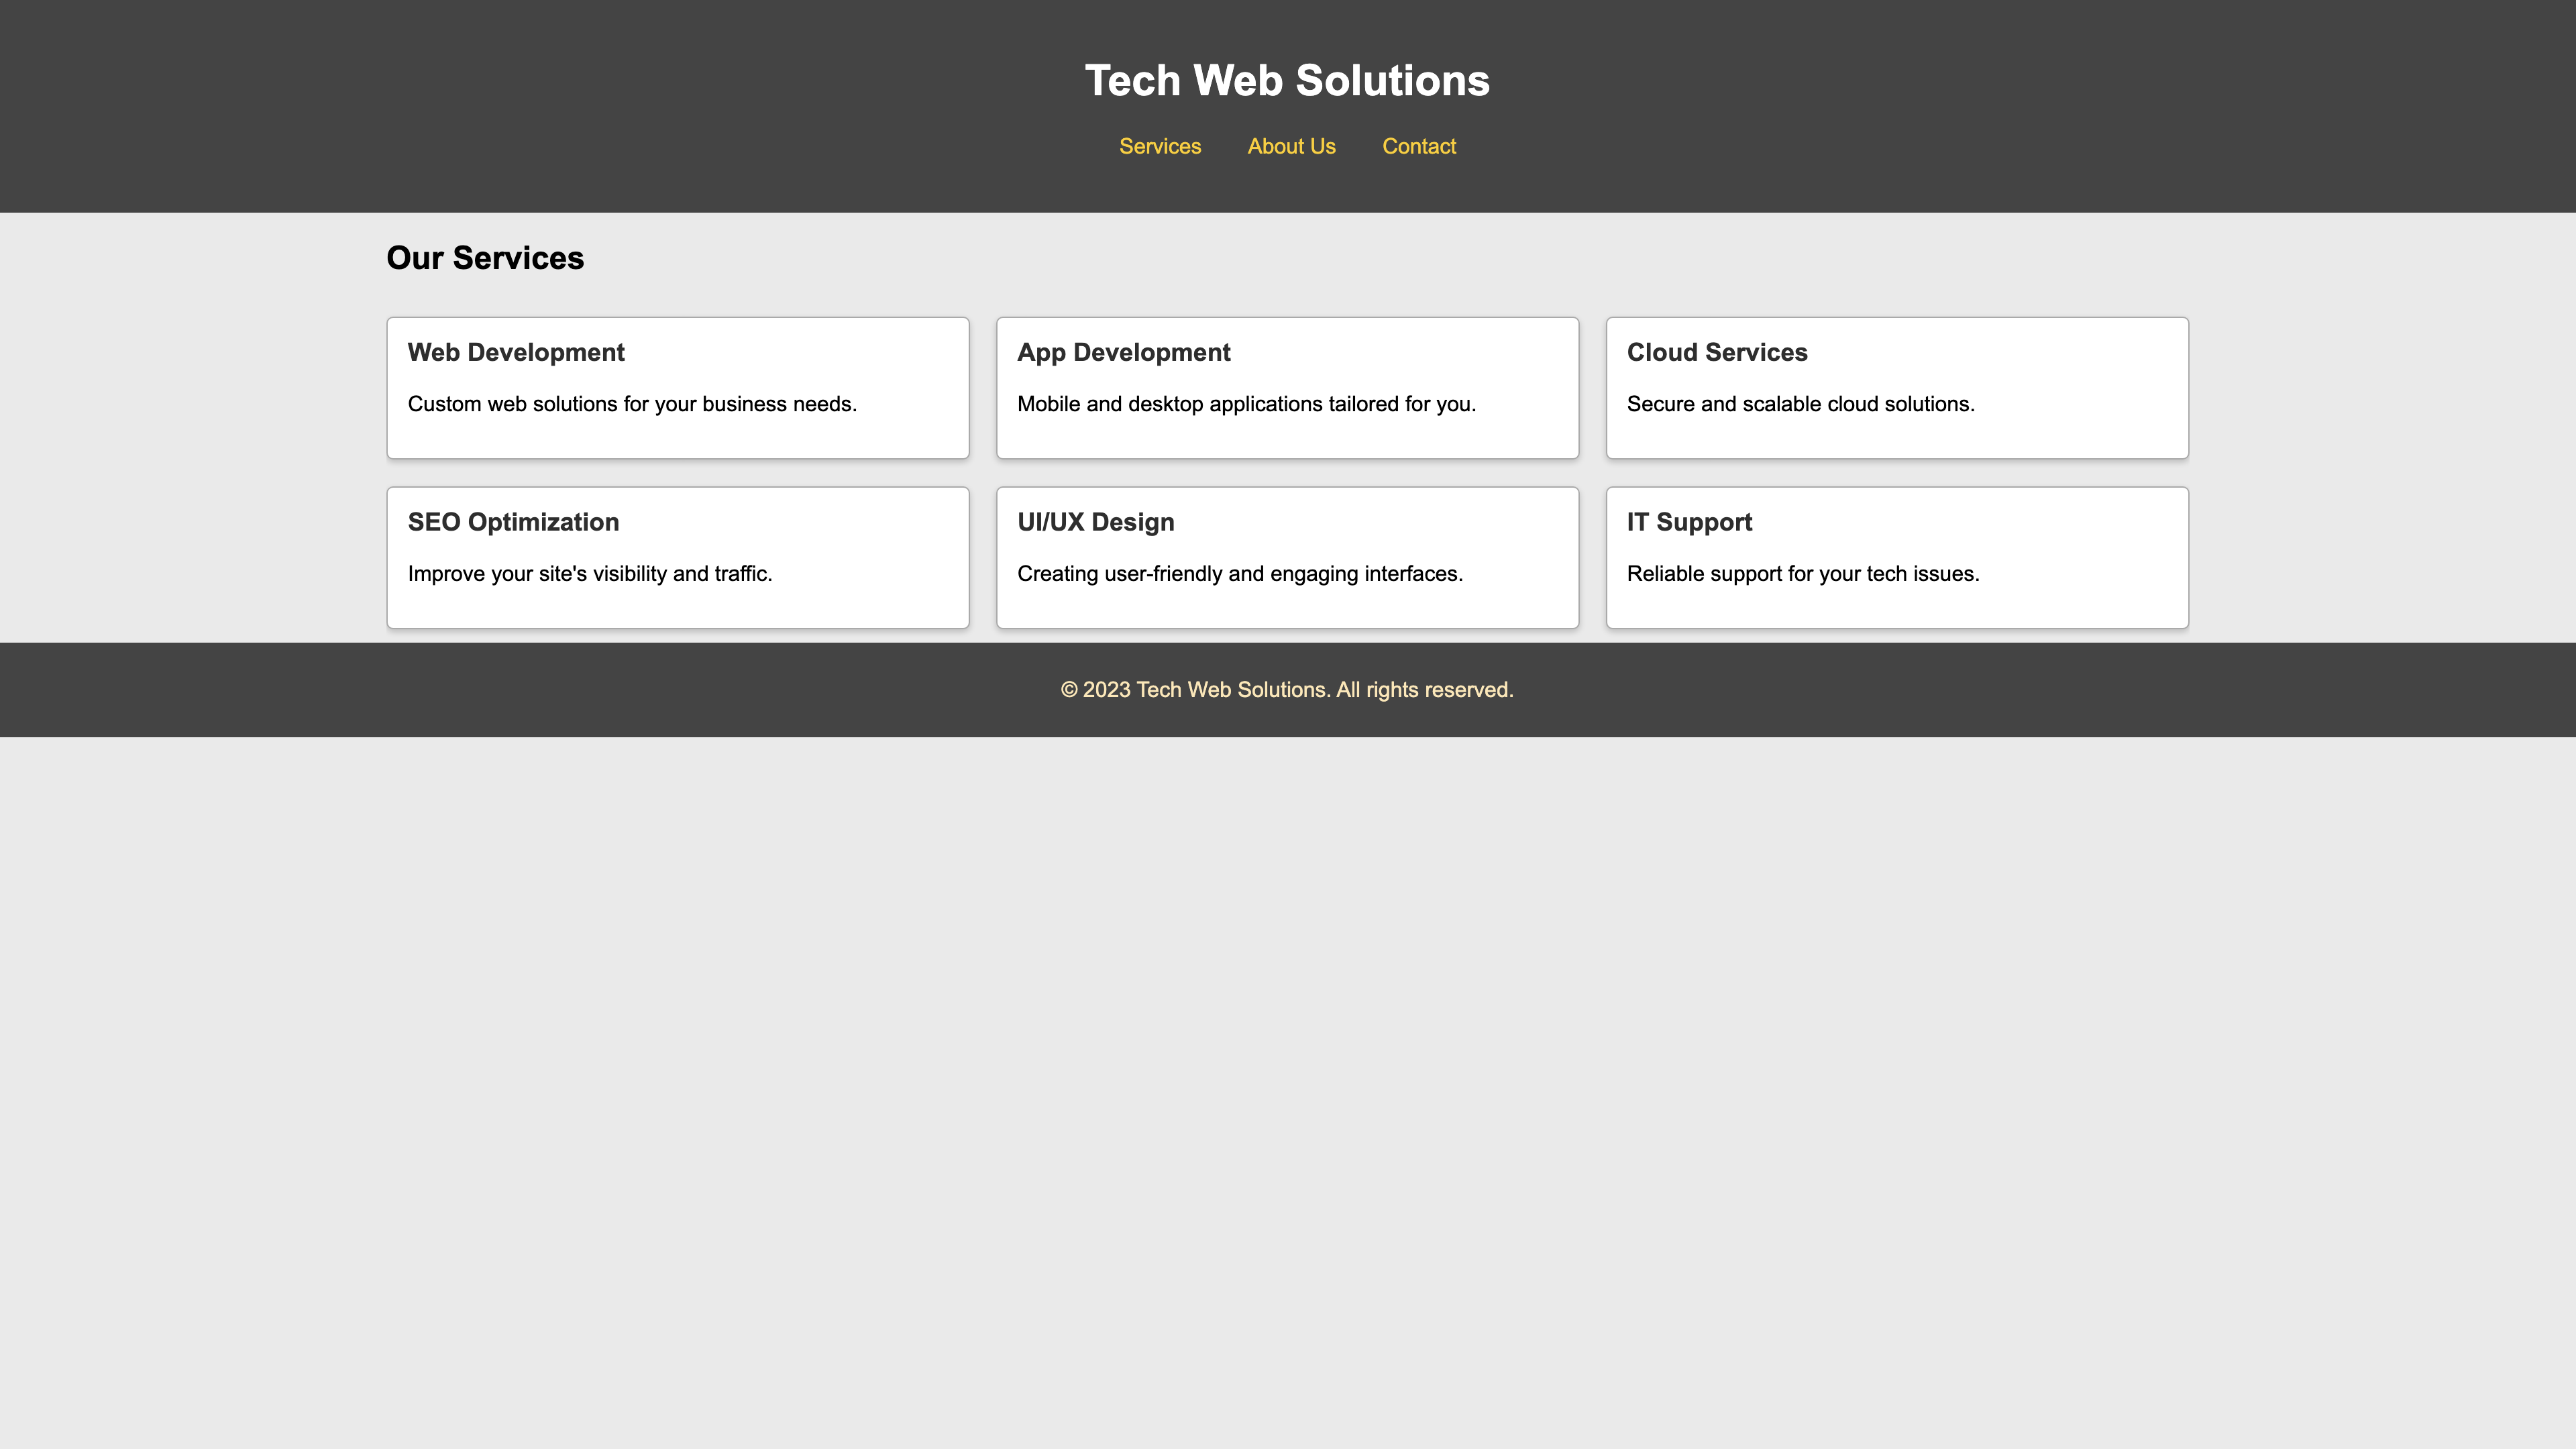 Tech Web Solutions
Services About Us Contact
Our Services
Web Development
Custom web solutions for your business needs.
App Development
Mobile and desktop applications tailored for you.
Cloud Services
Secure and scalable cloud solutions.
SEO Optimization
Improve your site's visibility and traffic.
UI/UX Design
Creating user-friendly and engaging interfaces.
IT Support
Reliable support for your tech issues.
© 2023 Tech Web Solutions. All rights reserved.